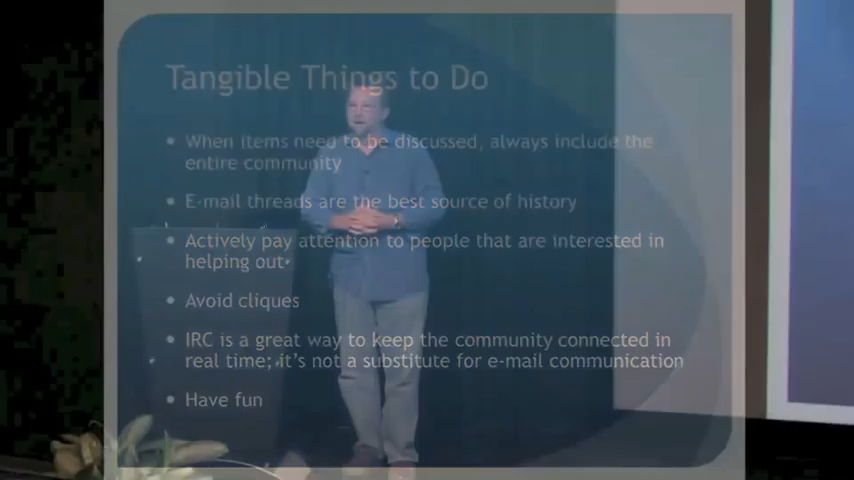 Tangible Things to Do
• When items need to be discussed, always include the
entire community
• E-mail threads are the best source of history
• Actively pay attention to people that are interested in
helping out
• Avoid cliques
• IRC is a great way to keep the community connected in
real time; it's not a substitute for e-mail communication
• Have fun